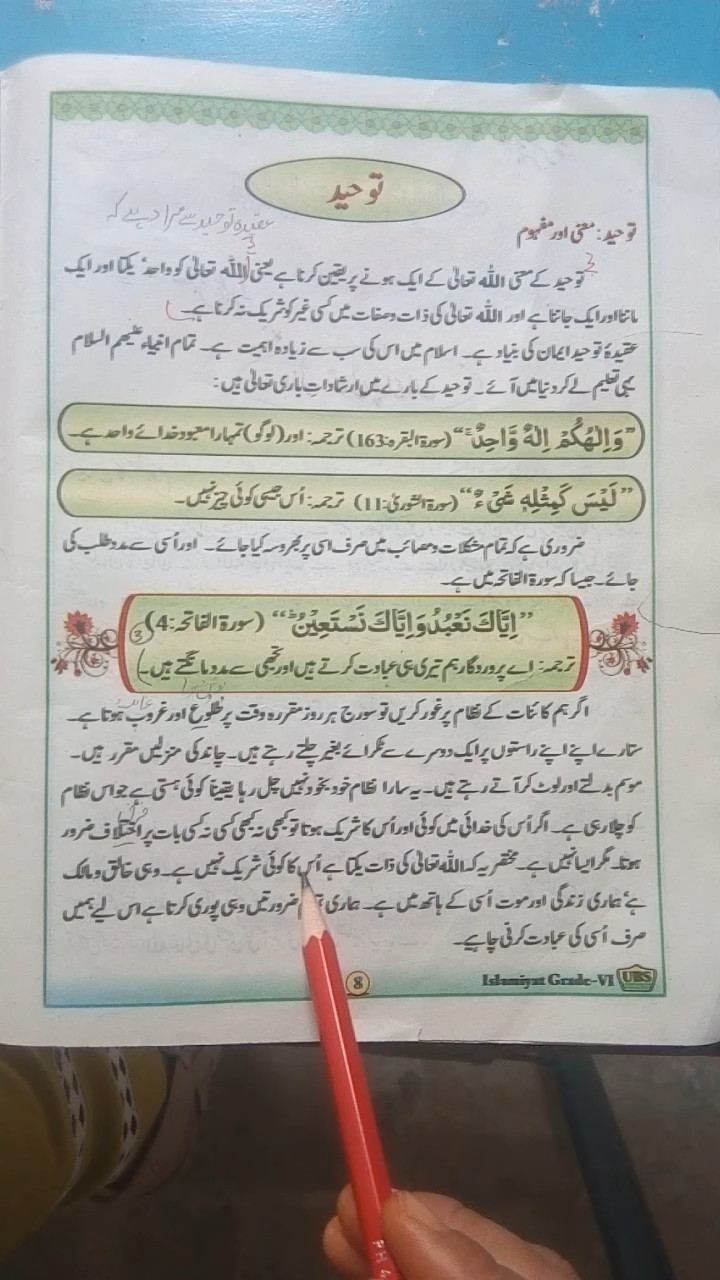 توحید
عقیدہ توحید سے مراد ہے کہ
توحید: معنی اور مفہوم
3
3
توحید کے معنی اللہ تعالیٰ کے ایک ہونے پر یقین کرنا ہے یعنی اللہ تعالیٰ کو واحد، یکتا اور ایک
ماننا اور ایک جاننا ہے اور اللہ تعالیٰ کی ذات و صفات میں کسی غیر کو شریک نہ کرنا ہے۔
عقیدۂ توحید ایمان کی بنیاد ہے۔ اسلام میں اس کی سب سے زیادہ اہمیت ہے۔ تمام انبیاء علیھم السلام
یہی تعلیم لے کر دنیا میں آئے۔ توحید کے بارے میں ارشاداتِ باری تعالیٰ ہیں:
”وَاِلٰهُكُمْ اِلٰهٌ وَّاحِدٌ ۚ“ (سورۃ البقرہ:163) ترجمہ: اور (لوگو) تمہارا معبود خدائے واحد ہے۔
”لَيْسَ كَمِثْلِهٖ شَيْءٌ“ (سورۃ الشوریٰ:11) ترجمہ: اُس جیسی کوئی چیز نہیں۔
ضروری ہے کہ تمام مشکلات و مصائب میں صرف اسی پر بھروسہ کیا جائے۔ اور اُسی سے مدد طلب کی
جائے۔ جیسا کہ سورۃ الفاتحہ میں ہے۔
”اِيَّاكَ نَعْبُدُ وَاِيَّاكَ نَسْتَعِيْنُ ؕ“ (سورۃ الفاتحہ:4)
3
ترجمہ: اے پروردگار ہم تیری ہی عبادت کرتے ہیں اور تجھی سے مدد مانگتے ہیں۔
اگر ہم کائنات کے نظام پر غور کریں تو سورج ہر روز مقررہ وقت پر طلوع اور غروب ہوتا ہے۔
ستارے اپنے اپنے راستوں پر ایک دوسرے سے ٹکرائے بغیر چلتے رہتے ہیں۔ چاند کی منزلیں مقرر ہیں۔
موسم بدلتے اور لوٹ کر آتے رہتے ہیں۔ یہ سارا نظام خود بخود نہیں چل رہا یقیناً کوئی ہستی ہے جو اس نظام
کو چلا رہی ہے۔ اگر اُس کی خدائی میں کوئی اور اُس کا شریک ہوتا تو کبھی نہ کبھی کسی نہ کسی بات پر اختلاف ضرور
ہوتا۔ مگر ایسا نہیں ہے۔ مختصر یہ کہ اللہ تعالیٰ کی ذات یکتا ہے اُس کا کوئی شریک نہیں ہے۔ وہی خالق و مالک
ہے، ہماری زندگی اور موت اُسی کے ہاتھ میں ہے۔ ہماری ضرورتیں وہی پوری کرتا ہے اس لیے ہمیں
صرف اُسی کی عبادت کرنی چاہیے۔
8
Islamiyat Grade-VI UBS
PH